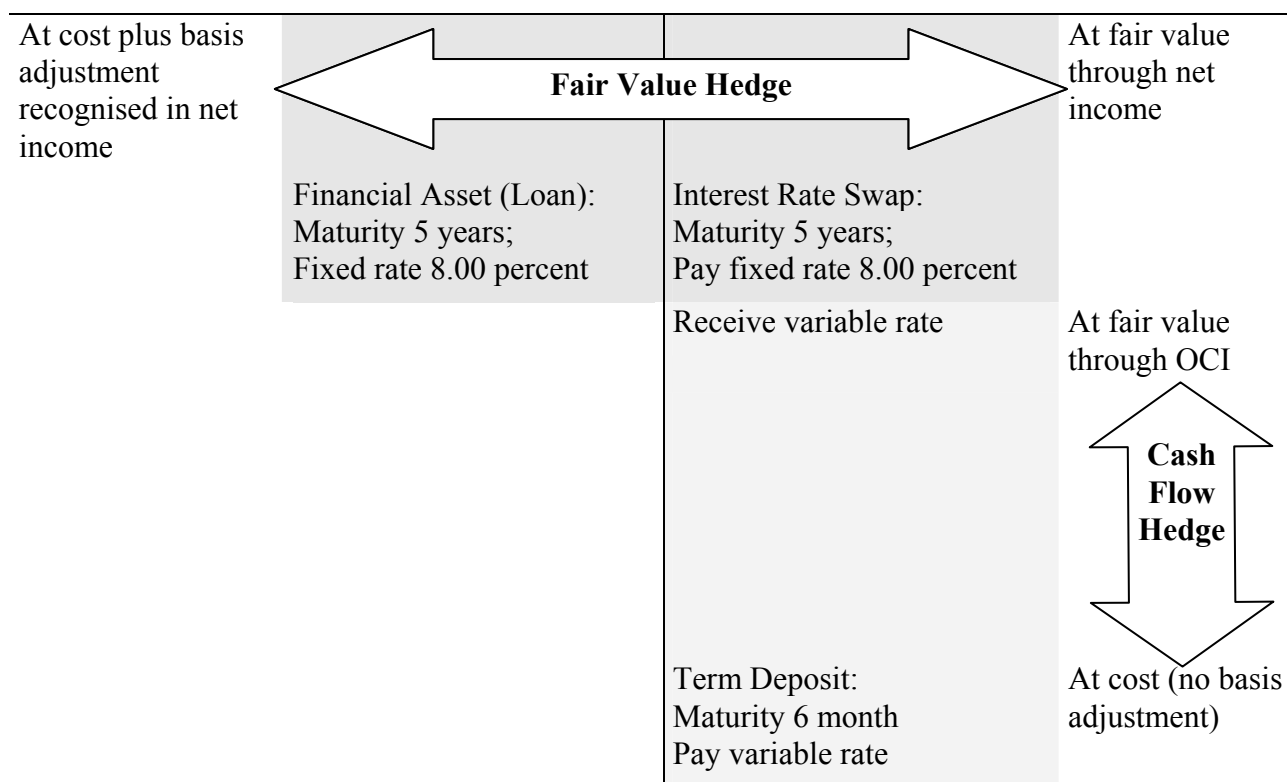 At cost plus basis
adjustment
recognised in net
income
Fair Value Hedge
At fair value
through net
income
Financial Asset (Loan):
Maturity 5 years;
Fixed rate 8.00 percent
Interest Rate Swap:
Maturity 5 years;
Pay fixed rate 8.00 percent
Receive variable rate
At fair value
through OCI
Cash
Flow
Hedge
Term Deposit:
Maturity 6 month
Pay variable rate
At cost (no basis
adjustment)